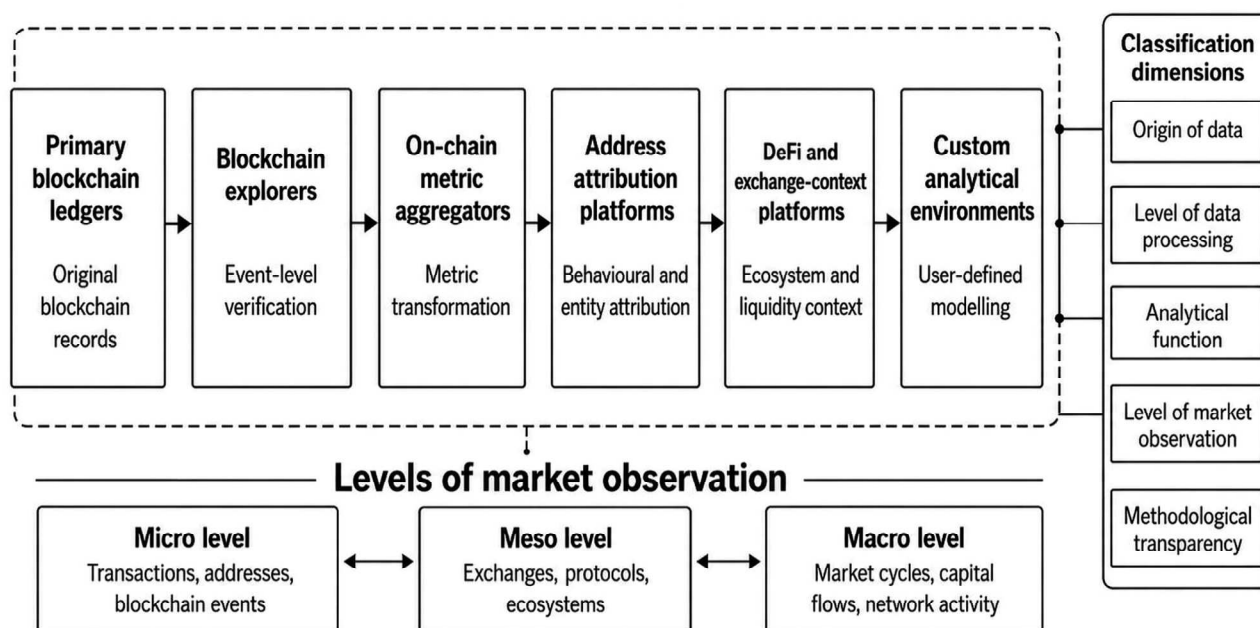 Primary
blockchain
ledgers
Original
blockchain
records
Blockchain
explorers
Event-level
verification
On-chain
metric
aggregators
Metric
transformation
Address
attribution
platforms
Behavioural and
entity attribution
DeFi and
exchange-context
platforms
Ecosystem and
liquidity context
Custom
analytical
environments
User-defined
modelling
Classification
dimensions
Origin of data
Level of data
processing
Analytical
function
Level of market
observation
Methodological
transparency
Levels of market observation
Micro level
Transactions, addresses,
blockchain events
Meso level
Exchanges, protocols,
ecosystems
Macro level
Market cycles, capital
flows, network activity